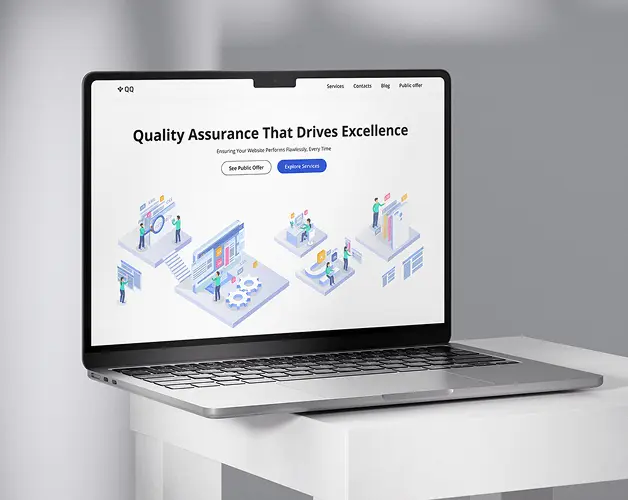 QQ
Services Contacts Blog Public offer
Quality Assurance That Drives Excellence
Ensuring Your Website Performs Flawlessly, Every Time
See Public Offer Explore Services